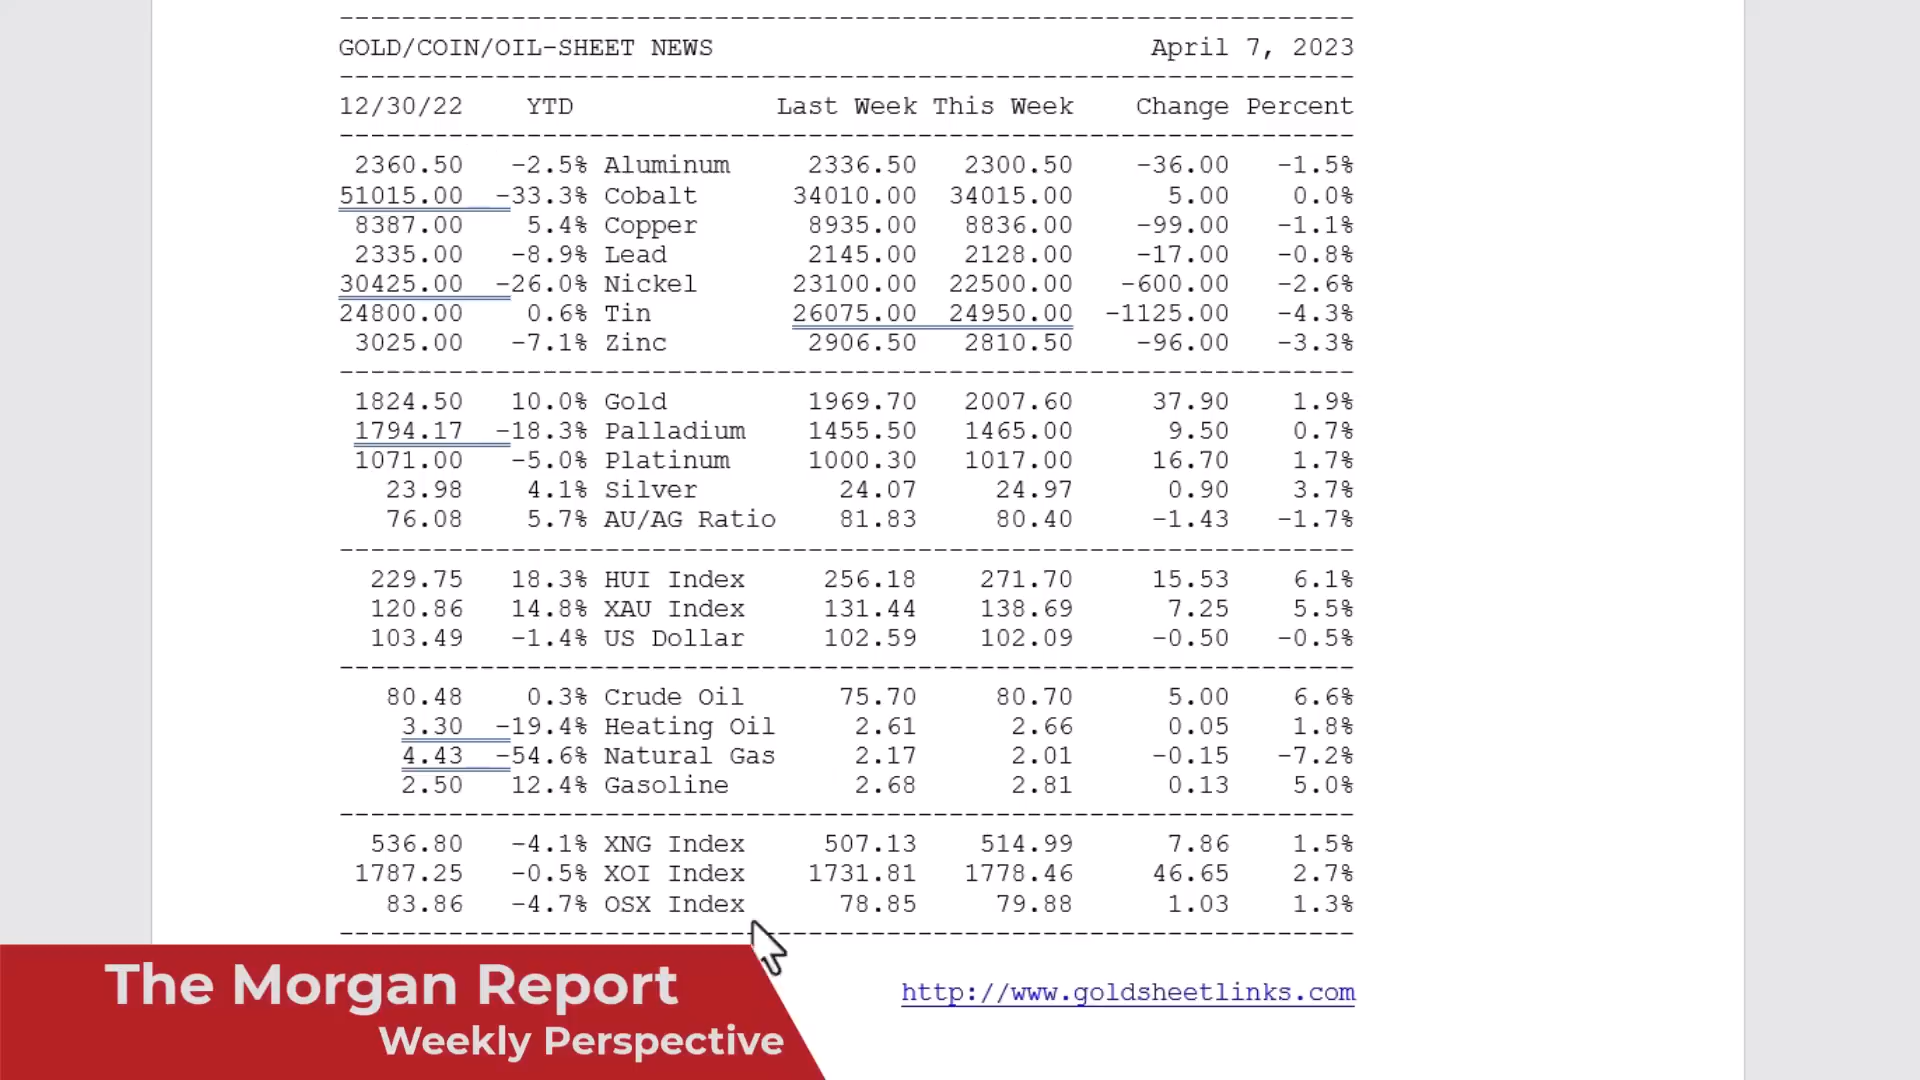 GOLD/COIN/OIL-SHEET NEWS April 7, 2023
12/30/22 YTD Last Week This Week Change Percent
2360.50 -2.5% Aluminum 2336.50 2300.50 -36.00 -1.5%
51015.00 -33.3% Cobalt 34010.00 34015.00 5.00 0.0%
8387.00 5.4% Copper 8935.00 8836.00 -99.00 -1.1%
2335.00 -8.9% Lead 2145.00 2128.00 -17.00 -0.8%
30425.00 -26.0% Nickel 23100.00 22500.00 -600.00 -2.6%
24800.00 0.6% Tin 26075.00 24950.00 -1125.00 -4.3%
3025.00 -7.1% Zinc 2906.50 2810.50 -96.00 -3.3%
1824.50 10.0% Gold 1969.70 2007.60 37.90 1.9%
1794.17 -18.3% Palladium 1455.50 1465.00 9.50 0.7%
1071.00 -5.0% Platinum 1000.30 1017.00 16.70 1.7%
23.98 4.1% Silver 24.07 24.97 0.90 3.7%
76.08 5.7% AU/AG Ratio 81.83 80.40 -1.43 -1.7%
229.75 18.3% HUI Index 256.18 271.70 15.53 6.1%
120.86 14.8% XAU Index 131.44 138.69 7.25 5.5%
103.49 -1.4% US Dollar 102.59 102.09 -0.50 -0.5%
80.48 0.3% Crude Oil 75.70 80.70 5.00 6.6%
3.30 -19.4% Heating Oil 2.61 2.66 0.05 1.8%
4.43 -54.6% Natural Gas 2.17 2.01 -0.15 -7.2%
2.50 12.4% Gasoline 2.68 2.81 0.13 5.0%
536.80 -4.1% XNG Index 507.13 514.99 7.86 1.5%
1787.25 -0.5% XOI Index 1731.81 1778.46 46.65 2.7%
83.86 -4.7% OSX Index 78.85 79.88 1.03 1.3%
The Morgan Report
Weekly Perspective
http://www.goldsheetlinks.com